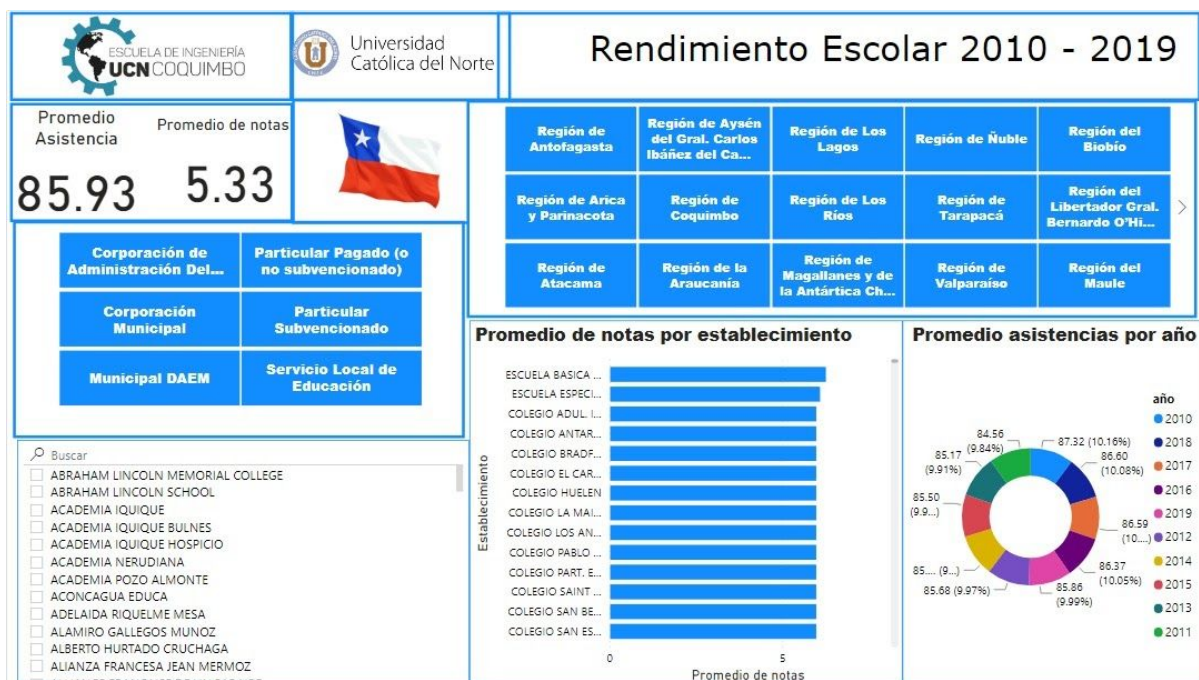 ESCUELA DE INGENIERÍA
UCN COQUIMBO
Universidad
Católica del Norte
Rendimiento Escolar 2010 - 2019
Promedio
Asistencia
85.93
Promedio de notas
5.33
Región de
Antofagasta
Región de Aysén
del Gral. Carlos
Ibáñez del Ca...
Región de Los
Lagos
Región de Ñuble
Región del
Biobío
Región de Arica
y Parinacota
Región de
Coquimbo
Región de Los
Ríos
Región de
Tarapacá
Región del
Libertador Gral.
Bernardo O'Hi...
Región de
Atacama
Región de la
Araucanía
Región de
Magallanes y de
la Antártica Ch...
Región de
Valparaíso
Región del
Maule
Corporación de
Administración Del...
Particular Pagado (o
no subvencionado)
Corporación
Municipal
Particular
Subvencionado
Municipal DAEM
Servicio Local de
Educación
Buscar
ABRAHAM LINCOLN MEMORIAL COLLEGE
ABRAHAM LINCOLN SCHOOL
ACADEMIA IQUIQUE
ACADEMIA IQUIQUE BULNES
ACADEMIA IQUIQUE HOSPICIO
ACADEMIA NERUDIANA
ACADEMIA POZO ALMONTE
ACONCAGUA EDUCA
ADELAIDA RIQUELME MESA
ALAMIRO GALLEGOS MUNOZ
ALBERTO HURTADO CRUCHAGA
ALIANZA FRANCESA JEAN MERMOZ
Promedio de notas por establecimiento
Establecimiento
ESCUELA BASICA ...
ESCUELA ESPECI...
COLEGIO ADUL. I...
COLEGIO ANTAR...
COLEGIO BRADF...
COLEGIO EL CAR...
COLEGIO HUELEN
COLEGIO LA MAI...
COLEGIO LOS AN...
COLEGIO PABLO ...
COLEGIO PART. E...
COLEGIO SAINT ...
COLEGIO SAN BE...
COLEGIO SAN ES...
0
5
Promedio de notas
Promedio asistencias por año
87.32 (10.16%)
86.60
(10.08%)
86.59
(10....)
86.37
(10.05%)
85.86
(9.99%)
85.68 (9.97%)
85.... (9...)
85.50
(9.9...)
85.17
(9.91%)
84.56
(9.84%)
año
2010
2018
2017
2016
2019
2012
2014
2015
2013
2011